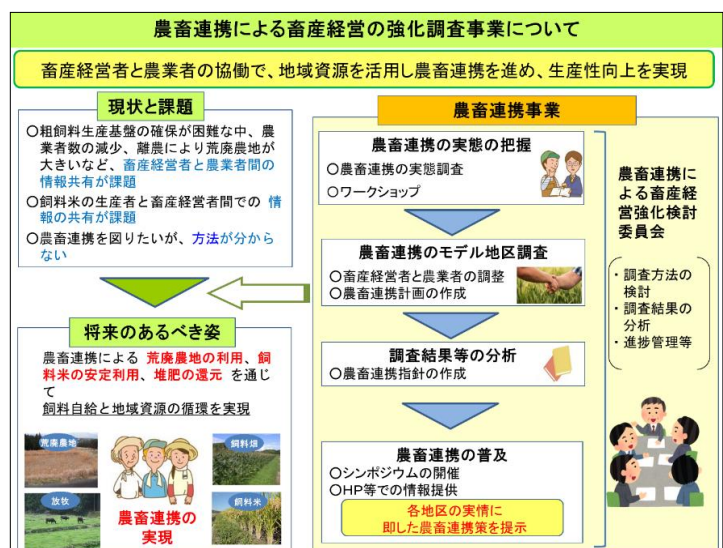 農畜連携による畜産経営の強化調査事業について
畜産経営者と農業者の協働で、地域資源を活用し農畜連携を進め、生産性向上を実現
現状と課題
〇粗飼料生産基盤の確保が困難な中、農
業者数の減少、離農により荒廃農地が
大きいなど、畜産経営者と農業者間の
情報共有が課題
〇飼料米の生産者と畜産経営者間での 情
報の共有が課題
〇農畜連携を図りたいが、方法が分から
ない
将来のあるべき姿
農畜連携による 荒廃農地の利用、飼
料米の安定利用、堆肥の還元 を通じ
て
飼料自給と地域資源の循環を実現
荒廃農地
飼料畑
放牧
飼料米
農畜連携の
実現
農畜連携事業
農畜連携の実態の把握
〇農畜連携の実態調査
〇ワークショップ
農畜連携のモデル地区調査
〇畜産経営者と農業者の調整
〇農畜連携計画の作成
調査結果等の分析
〇農畜連携指針の作成
農畜連携の普及
〇シンポジウムの開催
〇HP等での情報提供
各地区の実情に
即した農畜連携策を提示
農畜連携
による畜産経
営強化検討
委員会
・調査方法の
検討
・調査結果の
分析
・進捗管理等